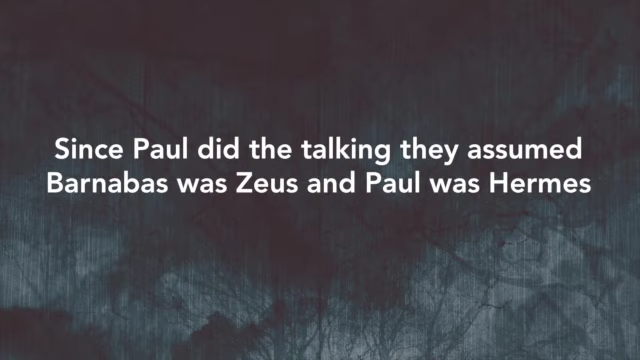 Since Paul did the talking they assumed
Barnabas was Zeus and Paul was Hermes